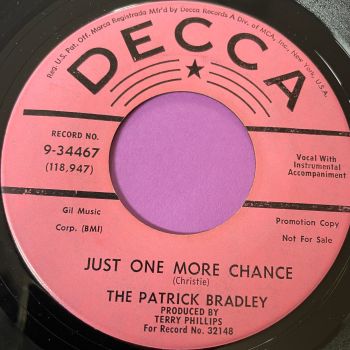 Reg. U.S. Pat. Off. Marca Registrada Mfr'd by Decca Records A Div. of MCA, Inc., New York, U.S.A.
DECCA
RECORD NO.
9-34467
(118,947)
Vocal With
Instrumental
Accompaniment
Gil Music
Corp. (BMI)
Promotion Copy
Not For Sale
JUST ONE MORE CHANCE
(Christie)
THE PATRICK BRADLEY
PRODUCED BY
TERRY PHILLIPS
For Record No. 32148